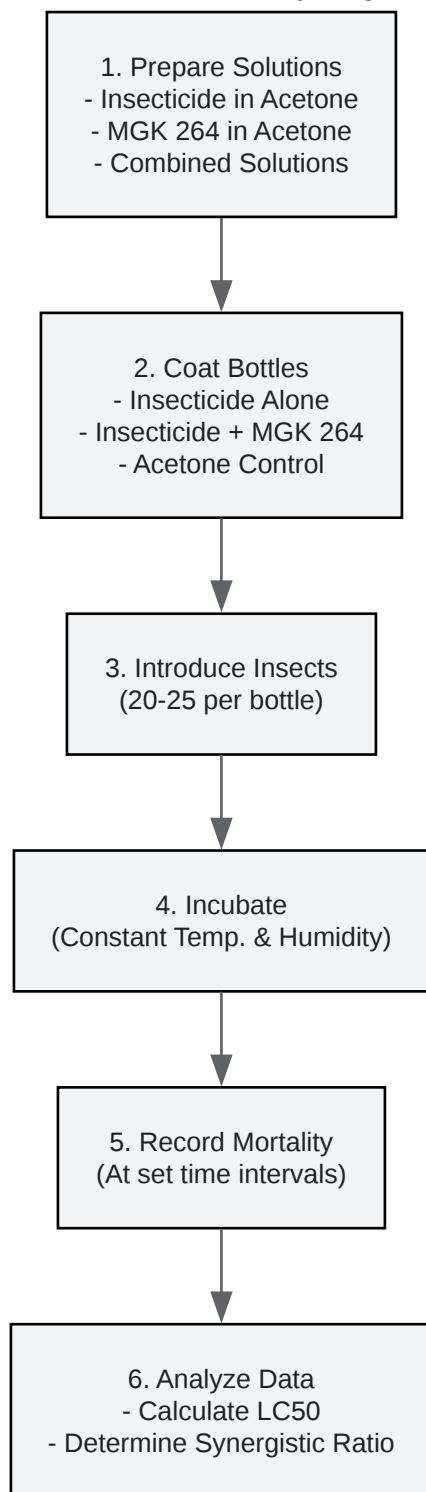 1. Prepare Solutions
- Insecticide in Acetone
- MGK 264 in Acetone
- Combined Solutions
2. Coat Bottles
- Insecticide Alone
- Insecticide + MGK 264
- Acetone Control
3. Introduce Insects
(20-25 per bottle)
4. Incubate
(Constant Temp. & Humidity)
5. Record Mortality
(At set time intervals)
6. Analyze Data
- Calculate LC50
- Determine Synergistic Ratio